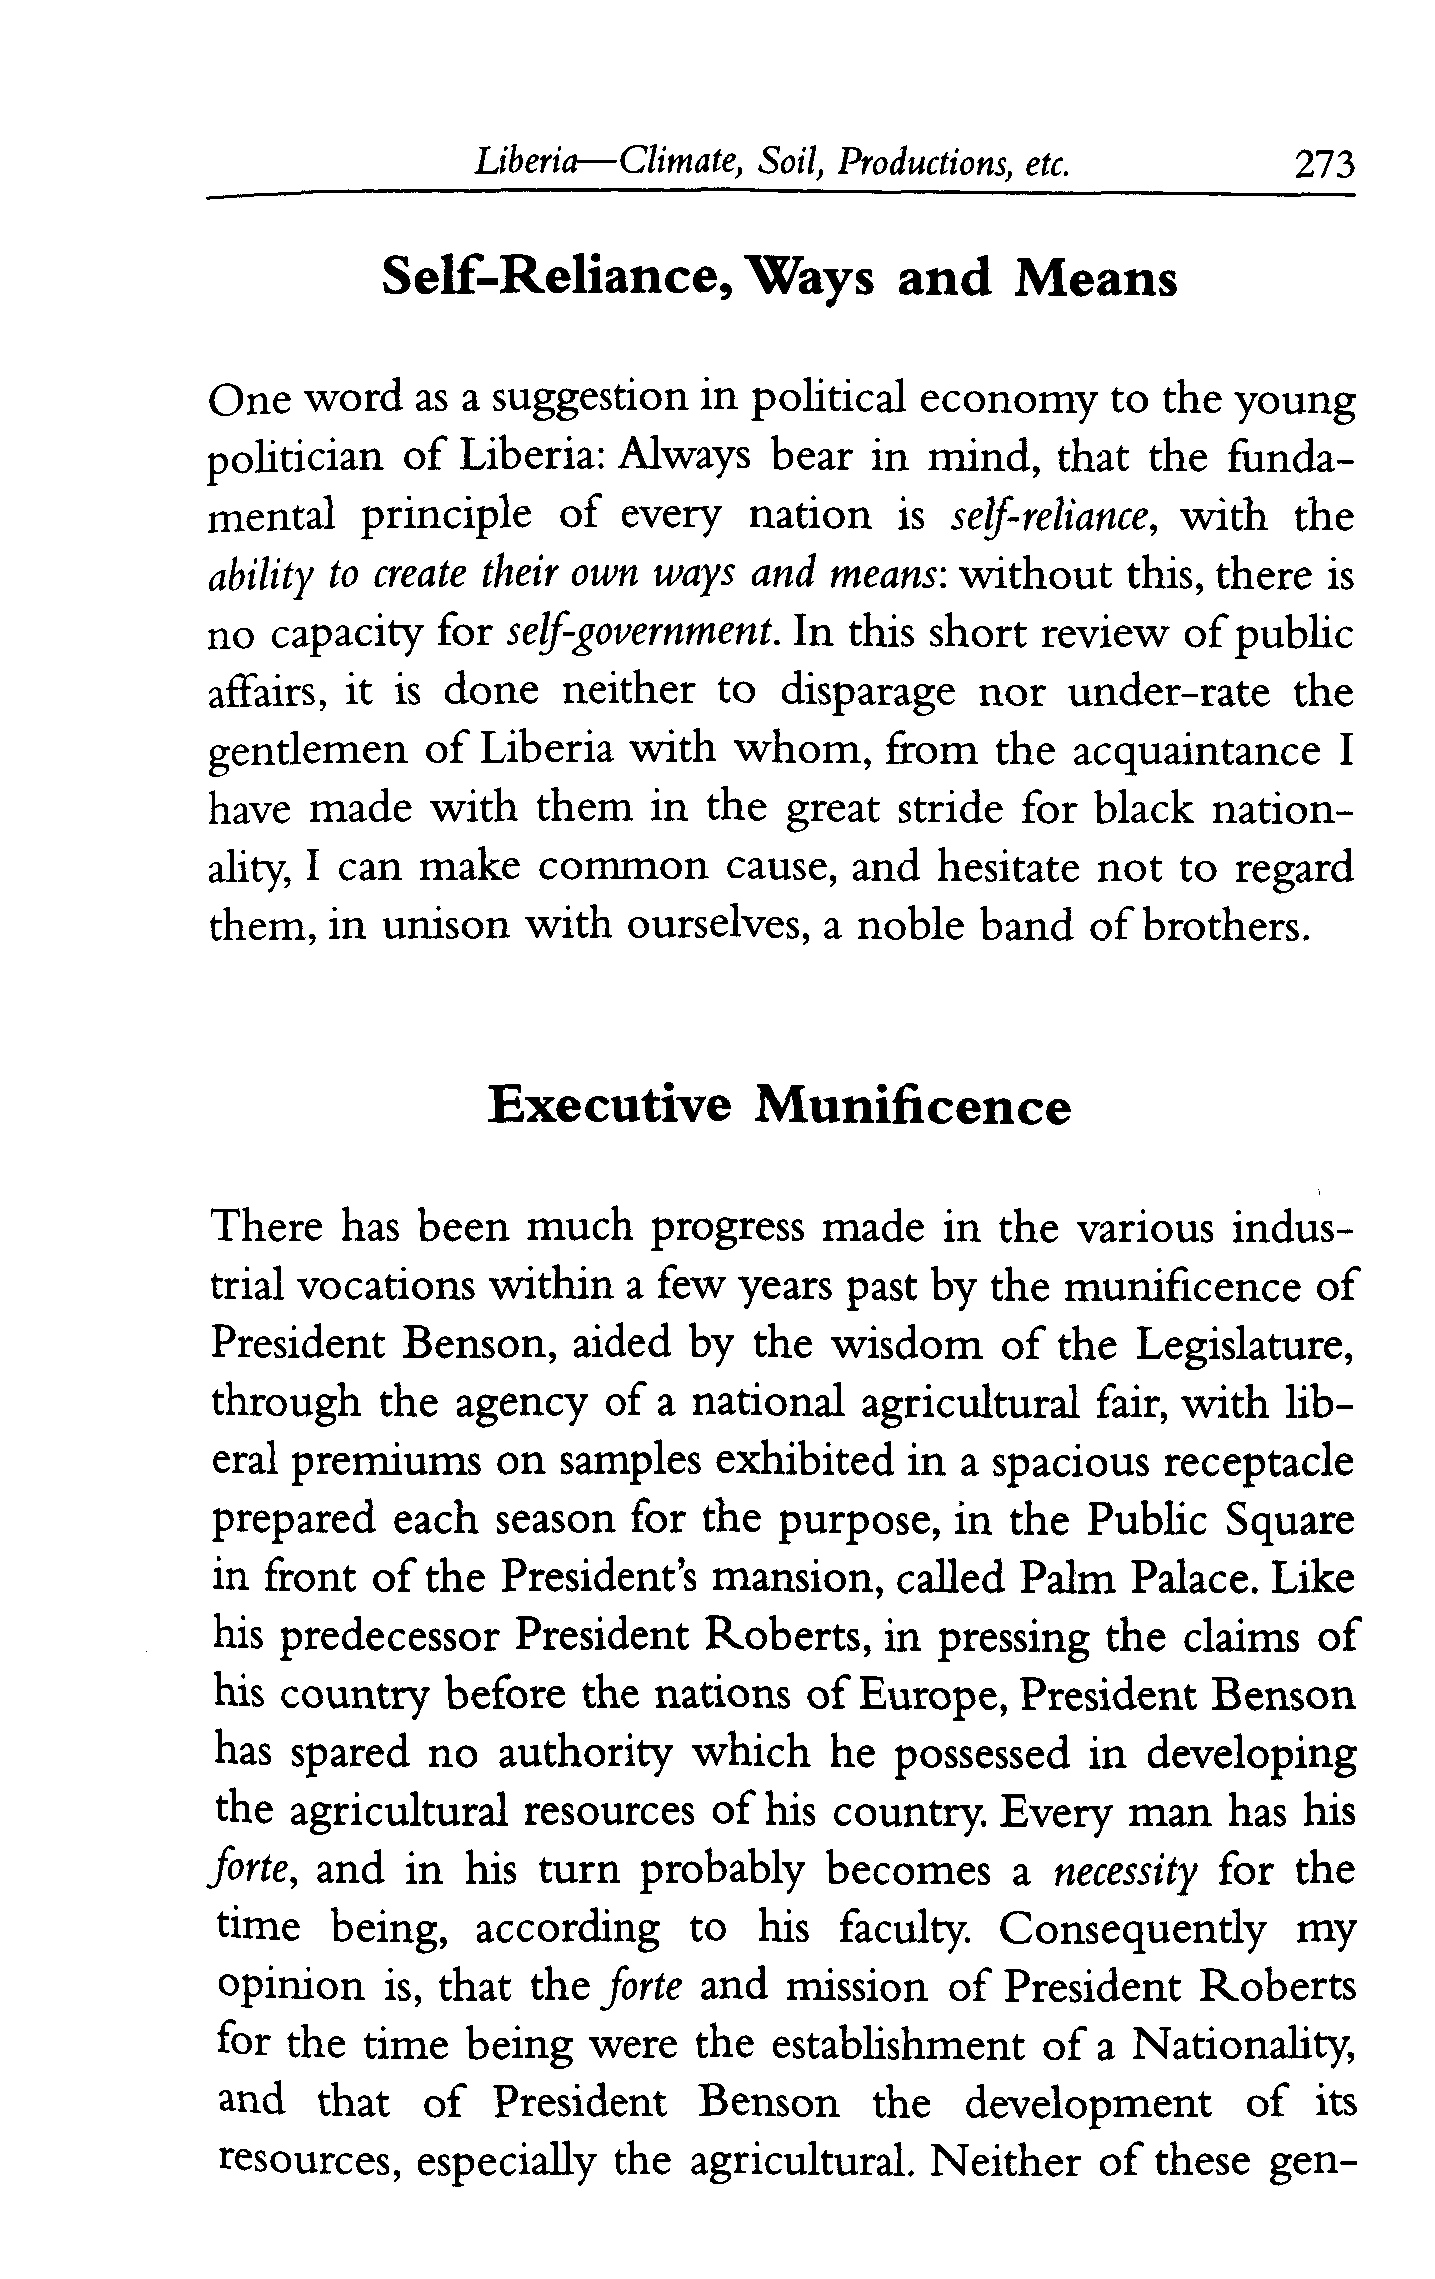 Liberia—Climate, Soil, Productions, etc. 273
Self-Reliance, Ways and Means
One word as a suggestion in political economy to the young
politician of Liberia: Always bear in mind, that the funda-
mental principle of every nation is self-reliance, with the
ability to create their own ways and means: without this, there is
no capacity for self-government. In this short review of public
affairs, it is done neither to disparage nor under-rate the
gentlemen of Liberia with whom, from the acquaintance I
have made with them in the great stride for black nation-
ality, I can make common cause, and hesitate not to regard
them, in unison with ourselves, a noble band of brothers.
Executive Munificence
There has been much progress made in the various indus-
trial vocations within a few years past by the munificence of
President Benson, aided by the wisdom of the Legislature,
through the agency of a national agricultural fair, with lib-
eral premiums on samples exhibited in a spacious receptacle
prepared each season for the purpose, in the Public Square
in front of the President's mansion, called Palm Palace. Like
his predecessor President Roberts, in pressing the claims of
his country before the nations of Europe, President Benson
has spared no authority which he possessed in developing
the agricultural resources of his country. Every man has his
forte, and in his turn probably becomes a necessity for the
time being, according to his faculty. Consequently my
opinion is, that the forte and mission of President Roberts
for the time being were the establishment of a Nationality,
and that of President Benson the development of its
resources, especially the agricultural. Neither of these gen-